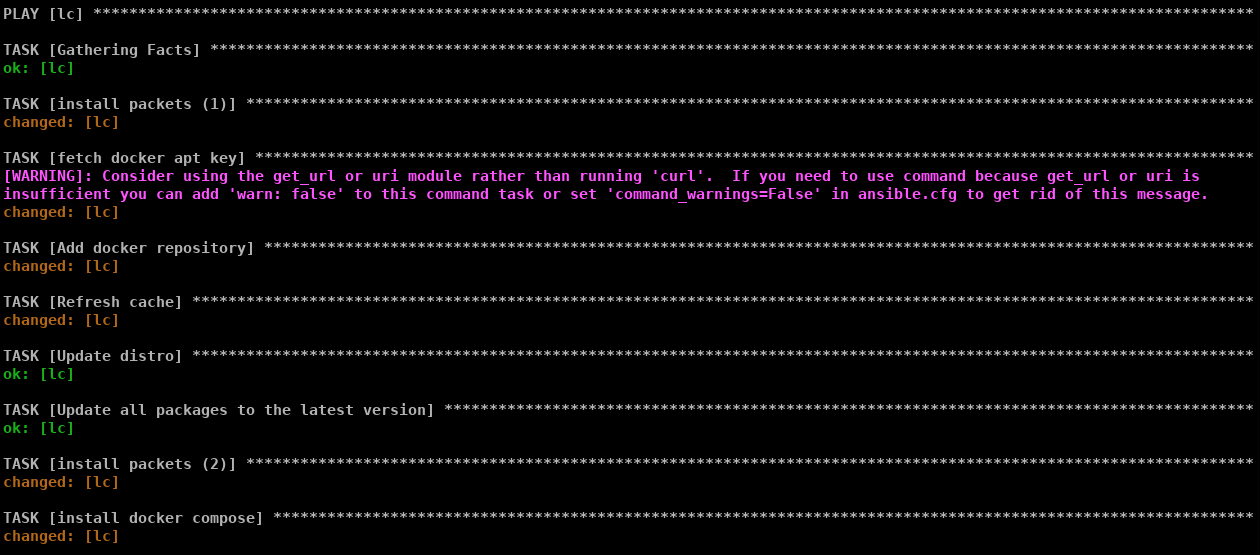 PLAY [lc] *********************************************************************************************************************************
TASK [Gathering Facts] ********************************************************************************************************************
ok: [lc]
TASK [install packets (1)] ****************************************************************************************************************
changed: [lc]
TASK [fetch docker apt key] ***************************************************************************************************************
[WARNING]: Consider using the get_url or uri module rather than running 'curl'.  If you need to use command because get_url or uri is
insufficient you can add 'warn: false' to this command task or set 'command_warnings=False' in ansible.cfg to get rid of this message.
changed: [lc]
TASK [Add docker repository] **************************************************************************************************************
changed: [lc]
TASK [Refresh cache] **********************************************************************************************************************
changed: [lc]
TASK [Update distro] **********************************************************************************************************************
ok: [lc]
TASK [Update all packages to the latest version] ******************************************************************************************
ok: [lc]
TASK [install packets (2)] ****************************************************************************************************************
changed: [lc]
TASK [install docker compose] *************************************************************************************************************
changed: [lc]